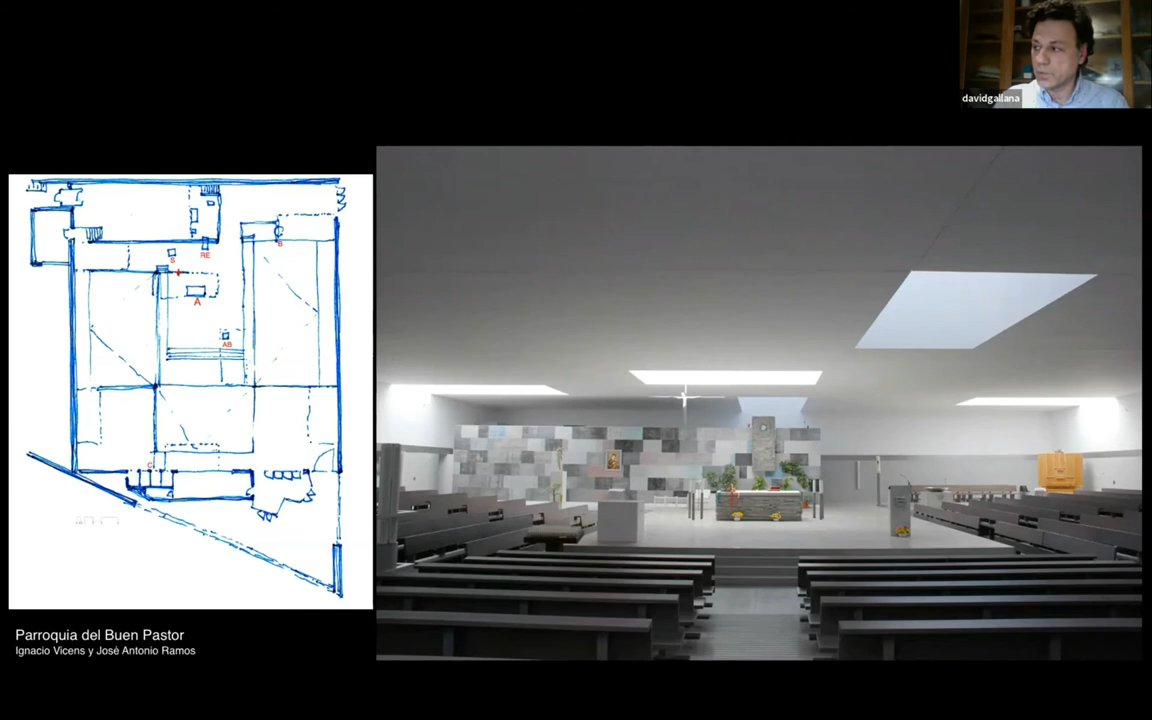 davidgallana
S
RE
B
A
AB
C
Parroquia del Buen Pastor
Ignacio Vicens y José Antonio Ramos